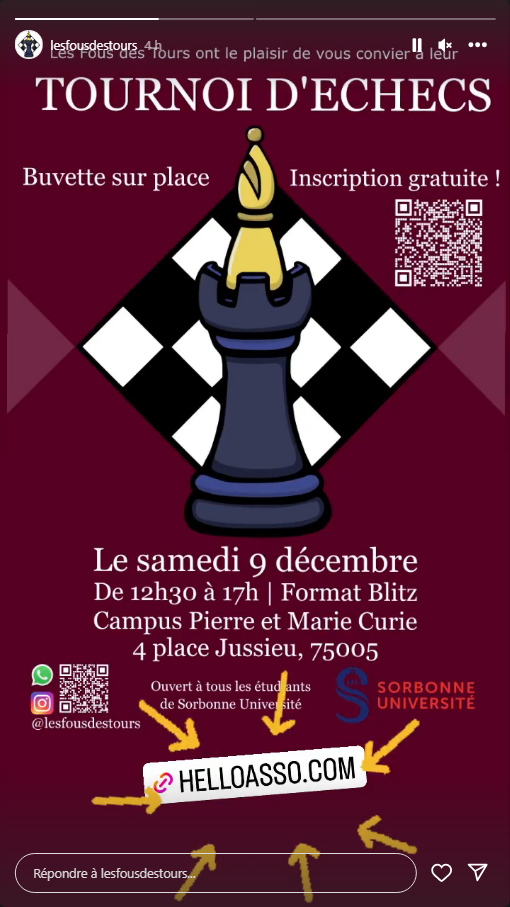 lesfousdestours 4 h
Les Fous des Tours ont le plaisir de vous convier à leur
TOURNOI D'ECHECS
Buvette sur place
Inscription gratuite !
Le samedi 9 décembre
De 12h30 à 17h | Format Blitz
Campus Pierre et Marie Curie
4 place Jussieu, 75005
Ouvert à tous les étudiants
de Sorbonne Université
SORBONNE
UNIVERSITÉ
@lesfousdestours
HELLOASSO.COM
Répondre à lesfousdestours...